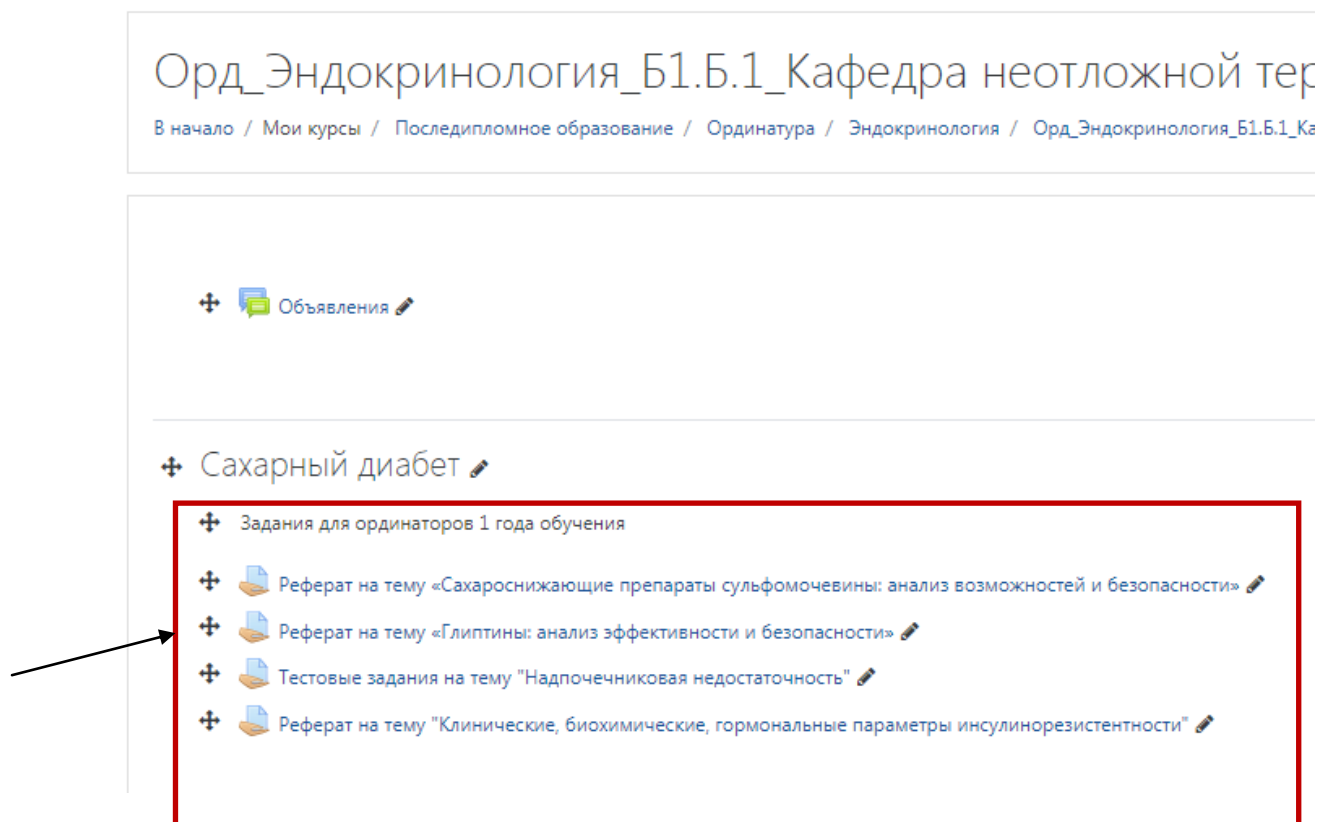 Орд_Эндокринология_Б1.Б.1_Кафедра неотложной тер
В начало / Мои курсы / Последипломное образование / Ординатура / Эндокринология / Орд_Эндокринология_Б1.Б.1_Ка
Объявления
Сахарный диабет
Задания для ординаторов 1 года обучения
Реферат на тему «Сахароснижающие препараты сульфомочевины: анализ возможностей и безопасности»
Реферат на тему «Глиптины: анализ эффективности и безопасности»
Тестовые задания на тему "Надпочечниковая недостаточность"
Реферат на тему "Клинические, биохимические, гормональные параметры инсулинорезистентности"